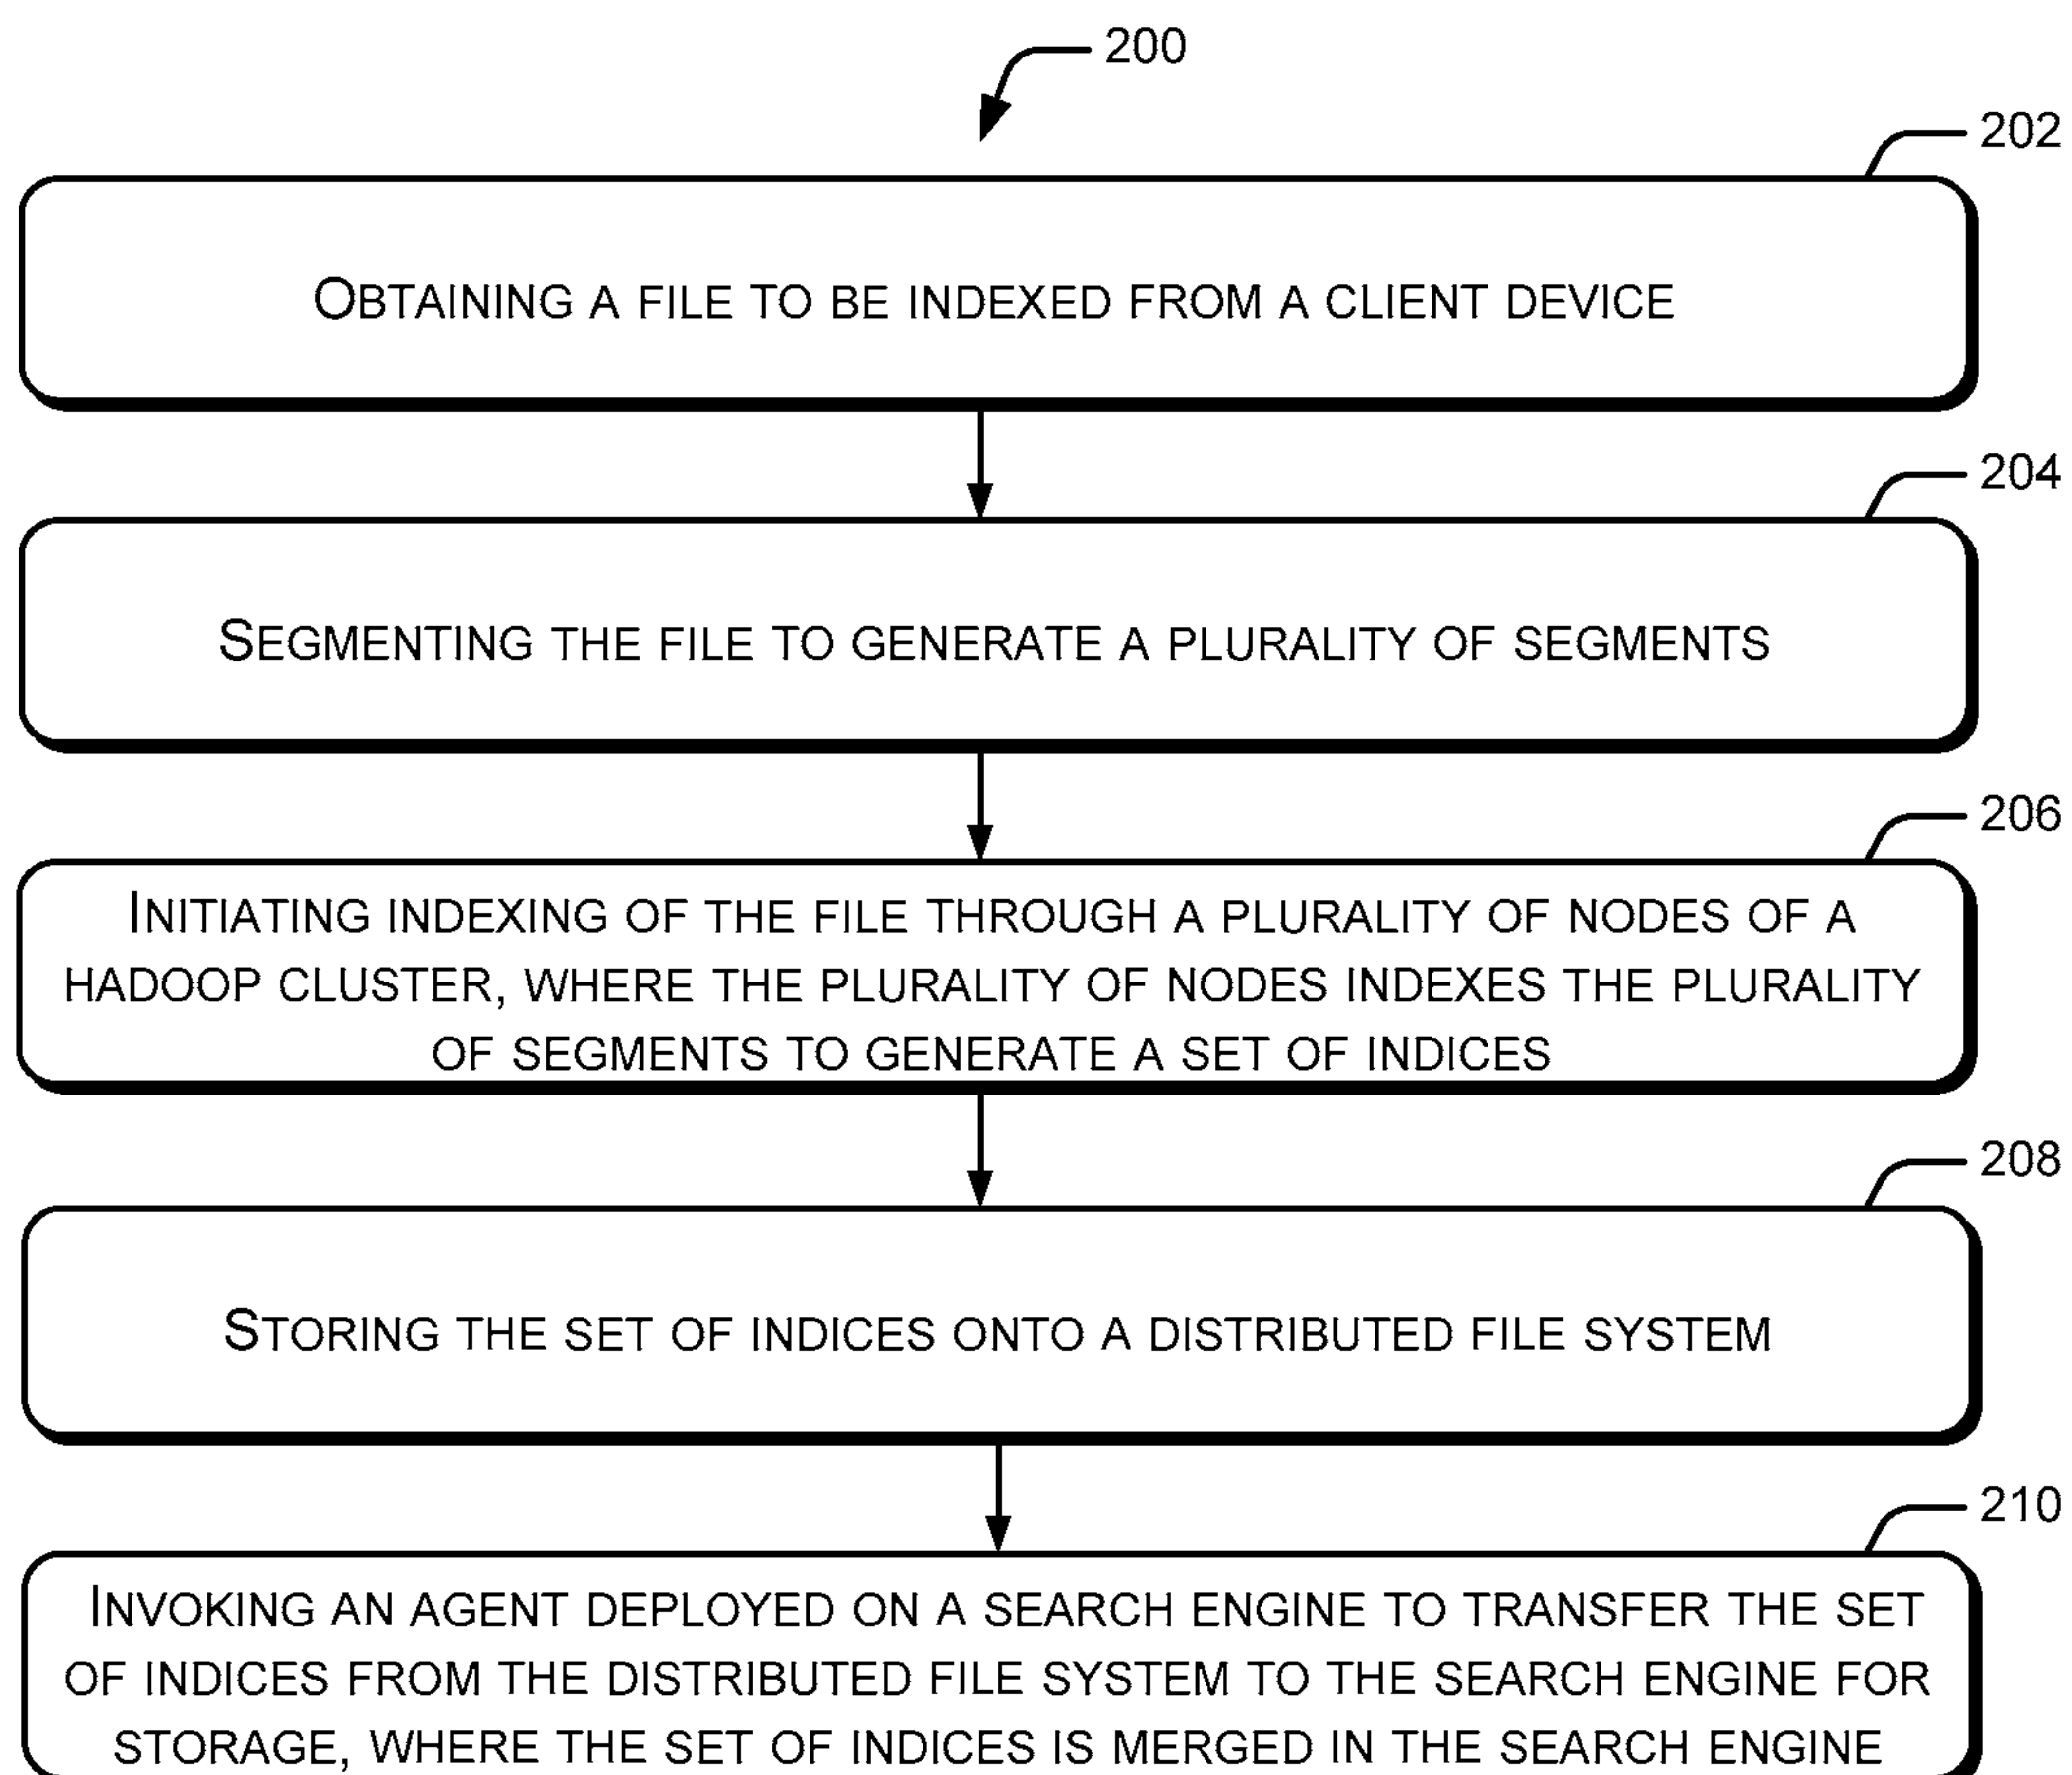 200
202
OBTAINING A FILE TO BE INDEXED FROM A CLIENT DEVICE
204
SEGMENTING THE FILE TO GENERATE A PLURALITY OF SEGMENTS
206
INITIATING INDEXING OF THE FILE THROUGH A PLURALITY OF NODES OF A
HADOOP CLUSTER, WHERE THE PLURALITY OF NODES INDEXES THE PLURALITY
OF SEGMENTS TO GENERATE A SET OF INDICES
208
STORING THE SET OF INDICES ONTO A DISTRIBUTED FILE SYSTEM
210
INVOKING AN AGENT DEPLOYED ON A SEARCH ENGINE TO TRANSFER THE SET
OF INDICES FROM THE DISTRIBUTED FILE SYSTEM TO THE SEARCH ENGINE FOR
STORAGE, WHERE THE SET OF INDICES IS MERGED IN THE SEARCH ENGINE